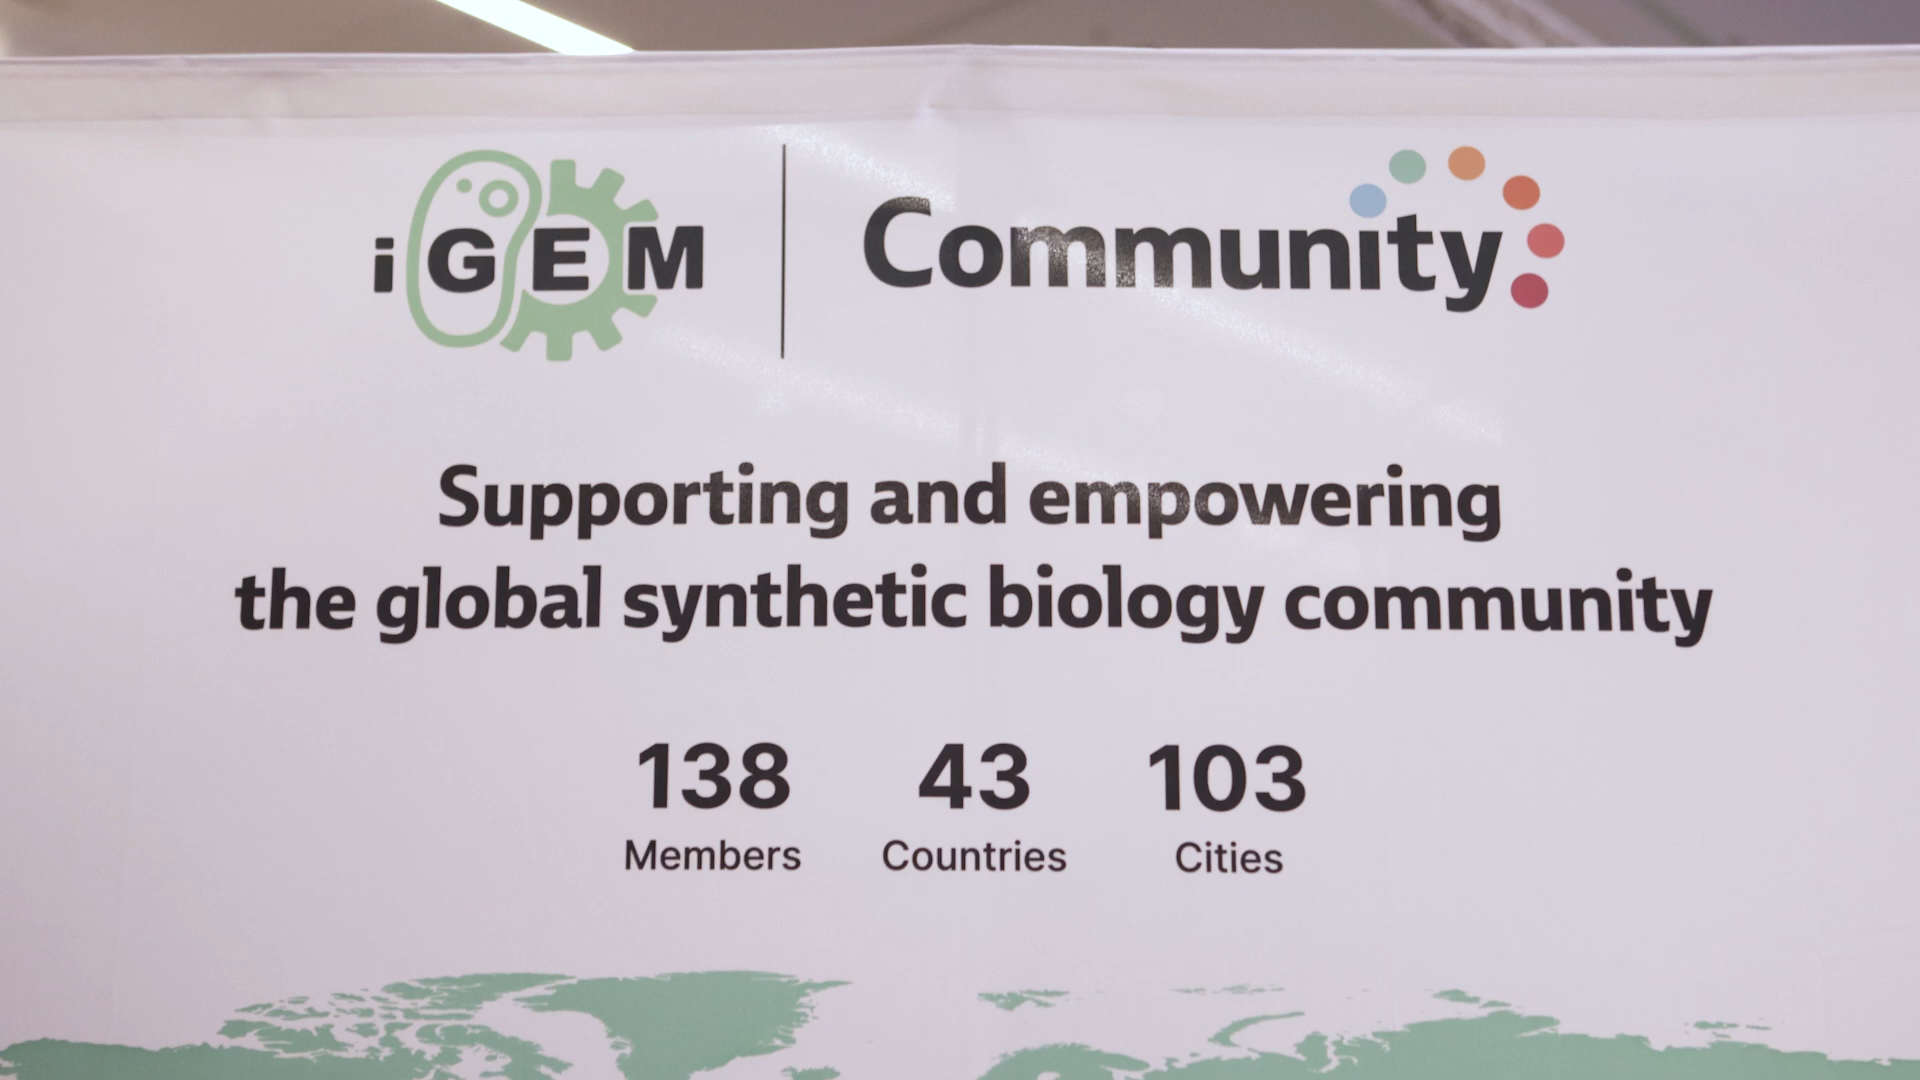 iGEM | Community
Supporting and empowering
the global synthetic biology community
138 43 103
Members Countries Cities